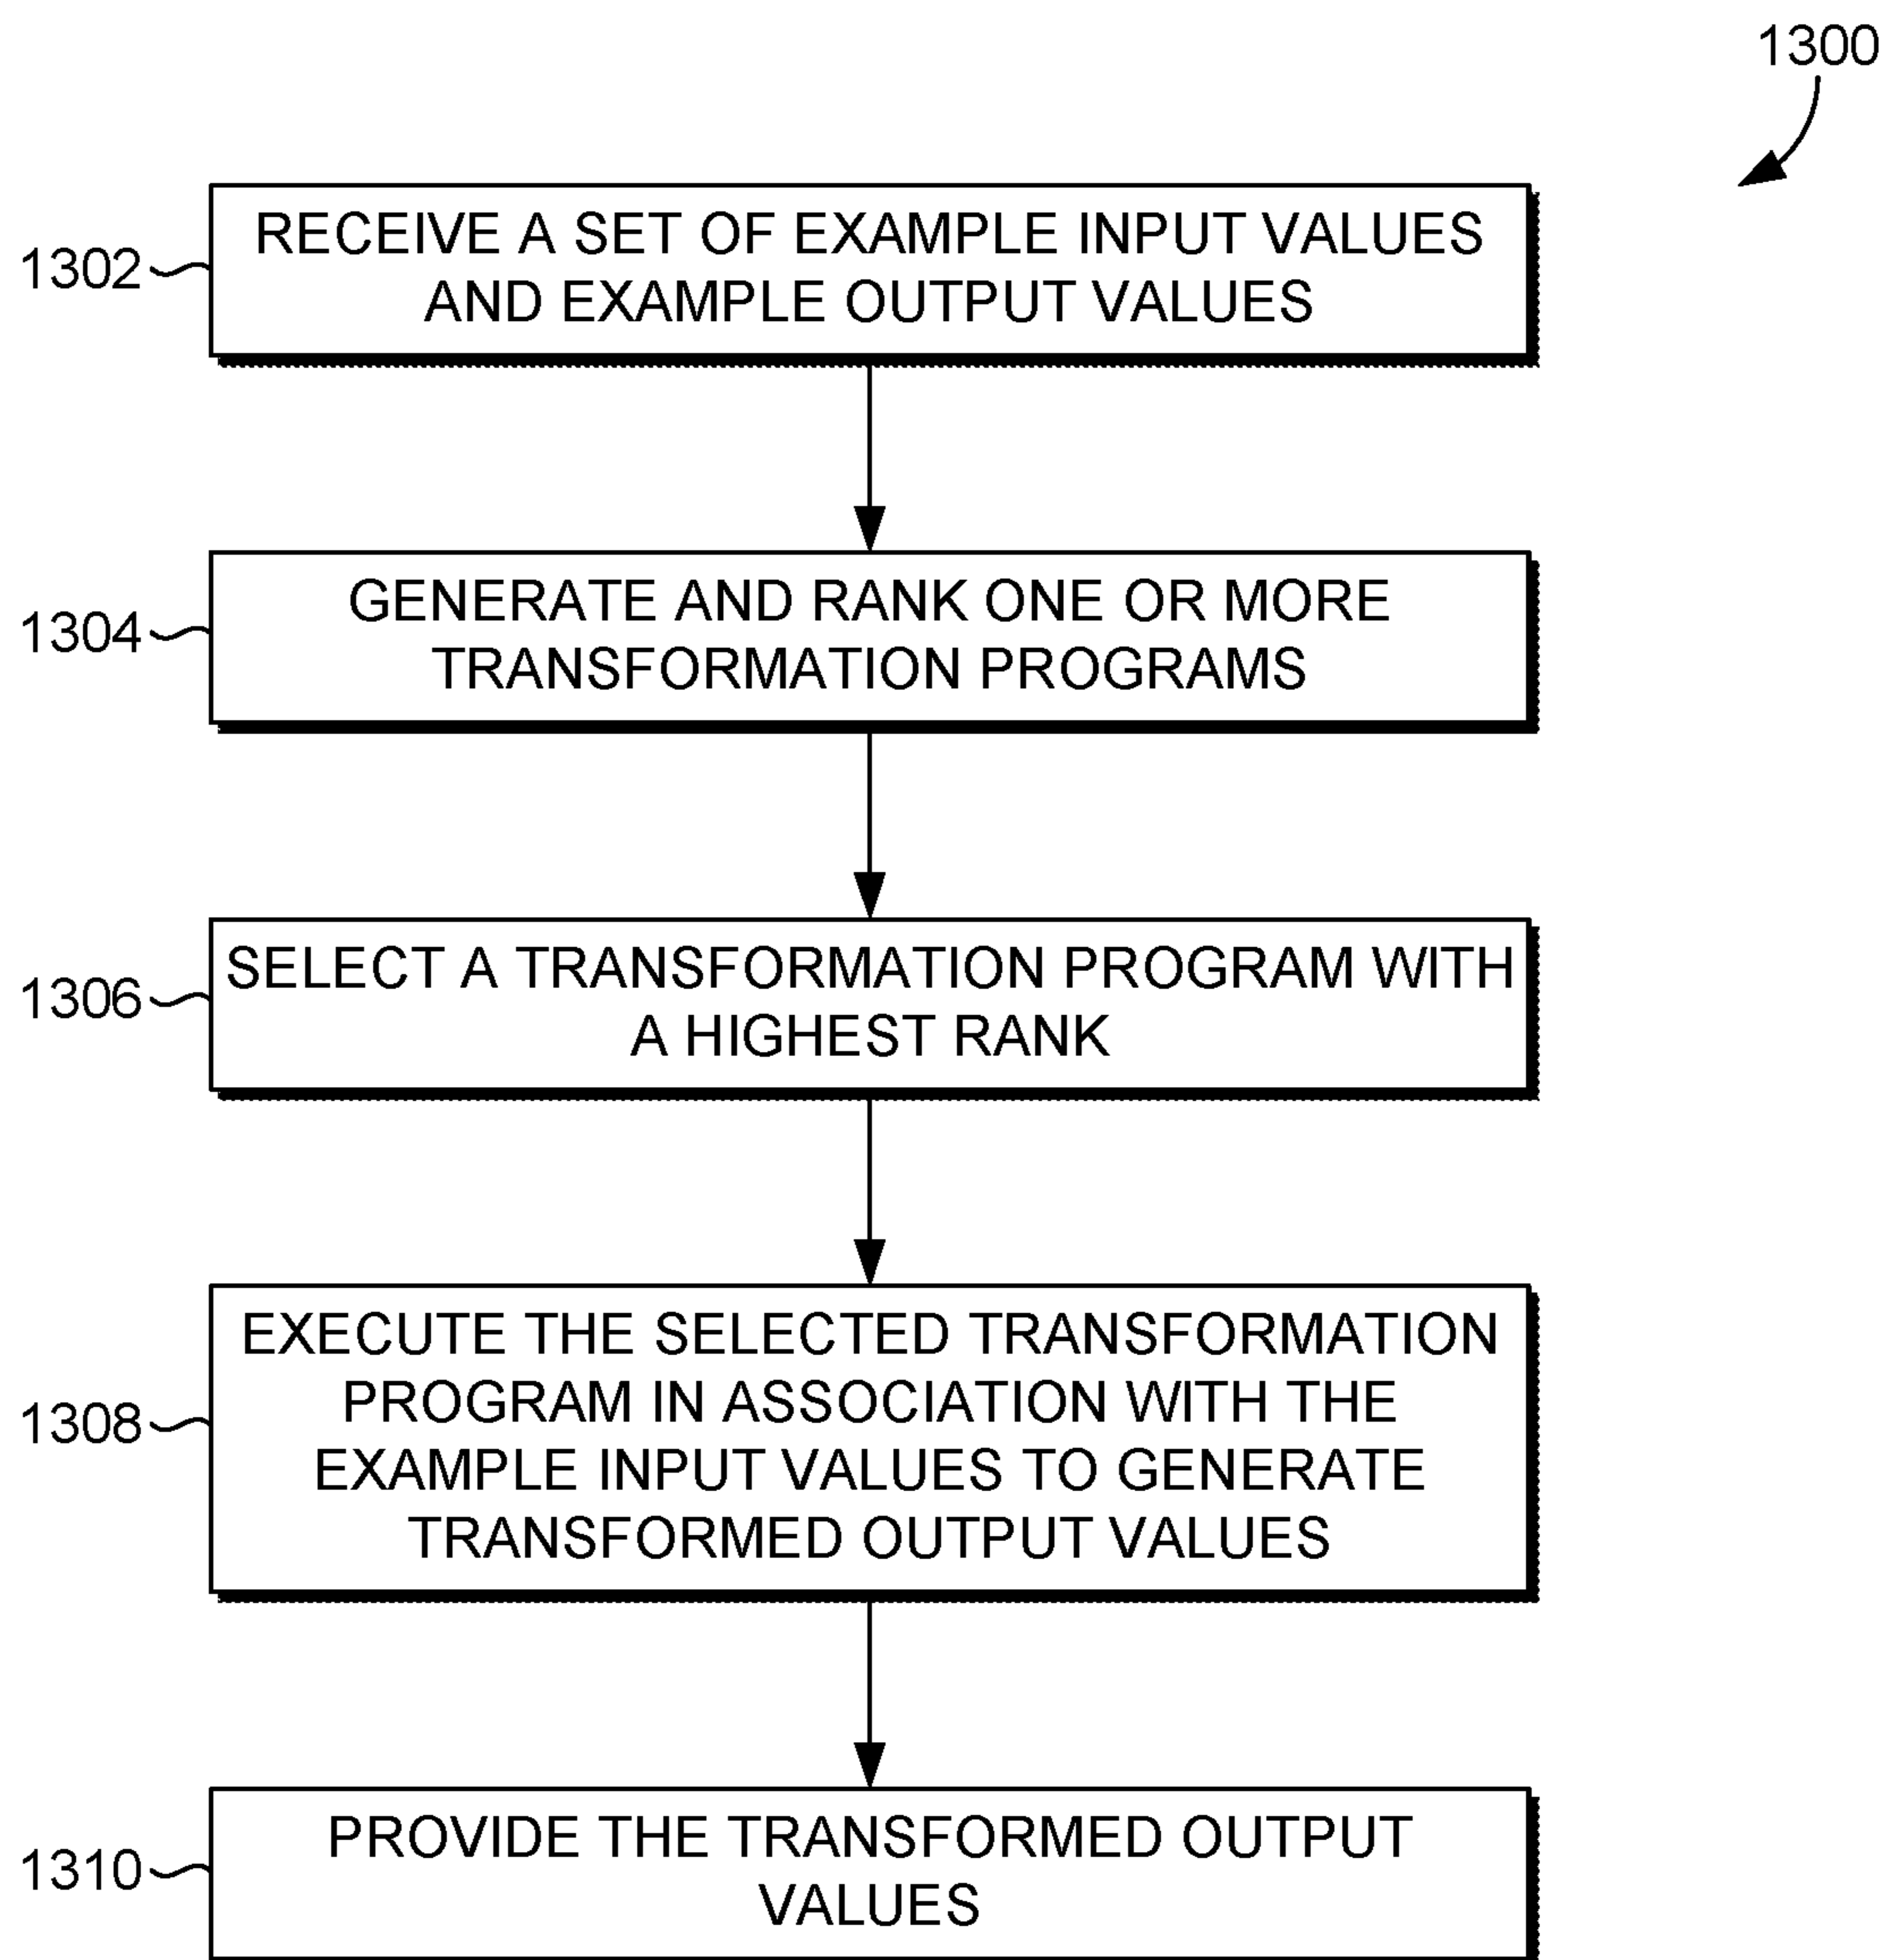 1300
1302
RECEIVE A SET OF EXAMPLE INPUT VALUES
AND EXAMPLE OUTPUT VALUES
1304
GENERATE AND RANK ONE OR MORE
TRANSFORMATION PROGRAMS
1306
SELECT A TRANSFORMATION PROGRAM WITH
A HIGHEST RANK
1308
EXECUTE THE SELECTED TRANSFORMATION
PROGRAM IN ASSOCIATION WITH THE
EXAMPLE INPUT VALUES TO GENERATE
TRANSFORMED OUTPUT VALUES
1310
PROVIDE THE TRANSFORMED OUTPUT
VALUES